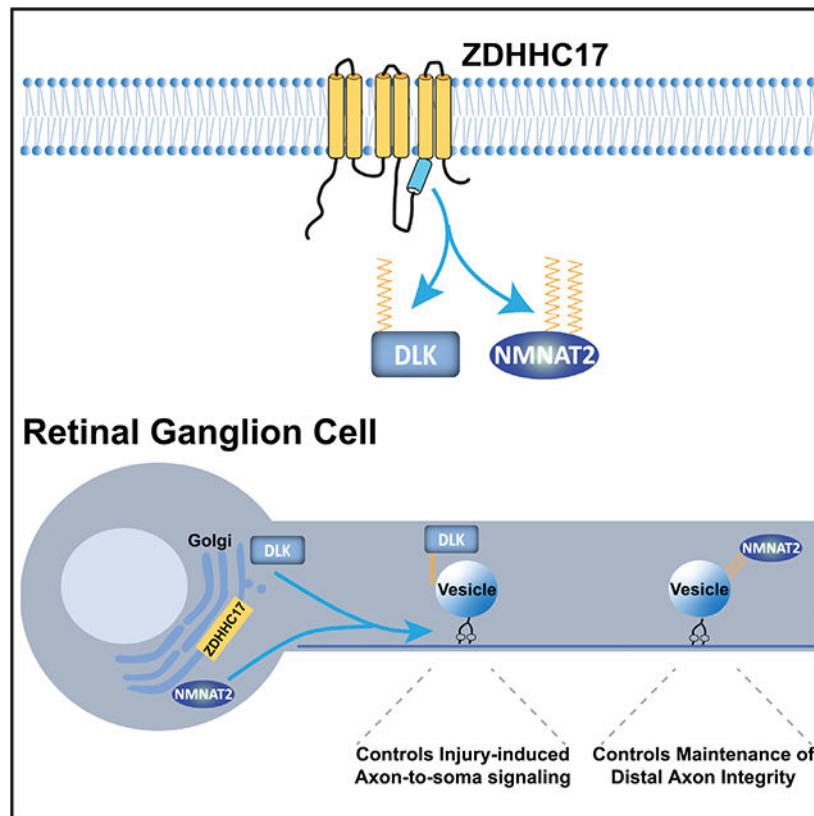 ZDHHC17
DLK
NMNAT2
Retinal Ganglion Cell
Golgi
DLK
ZDHHC17
NMNAT2
DLK
Vesicle
NMNAT2
Vesicle
Controls Injury-induced
Axon-to-soma signaling
Controls Maintenance of
Distal Axon Integrity